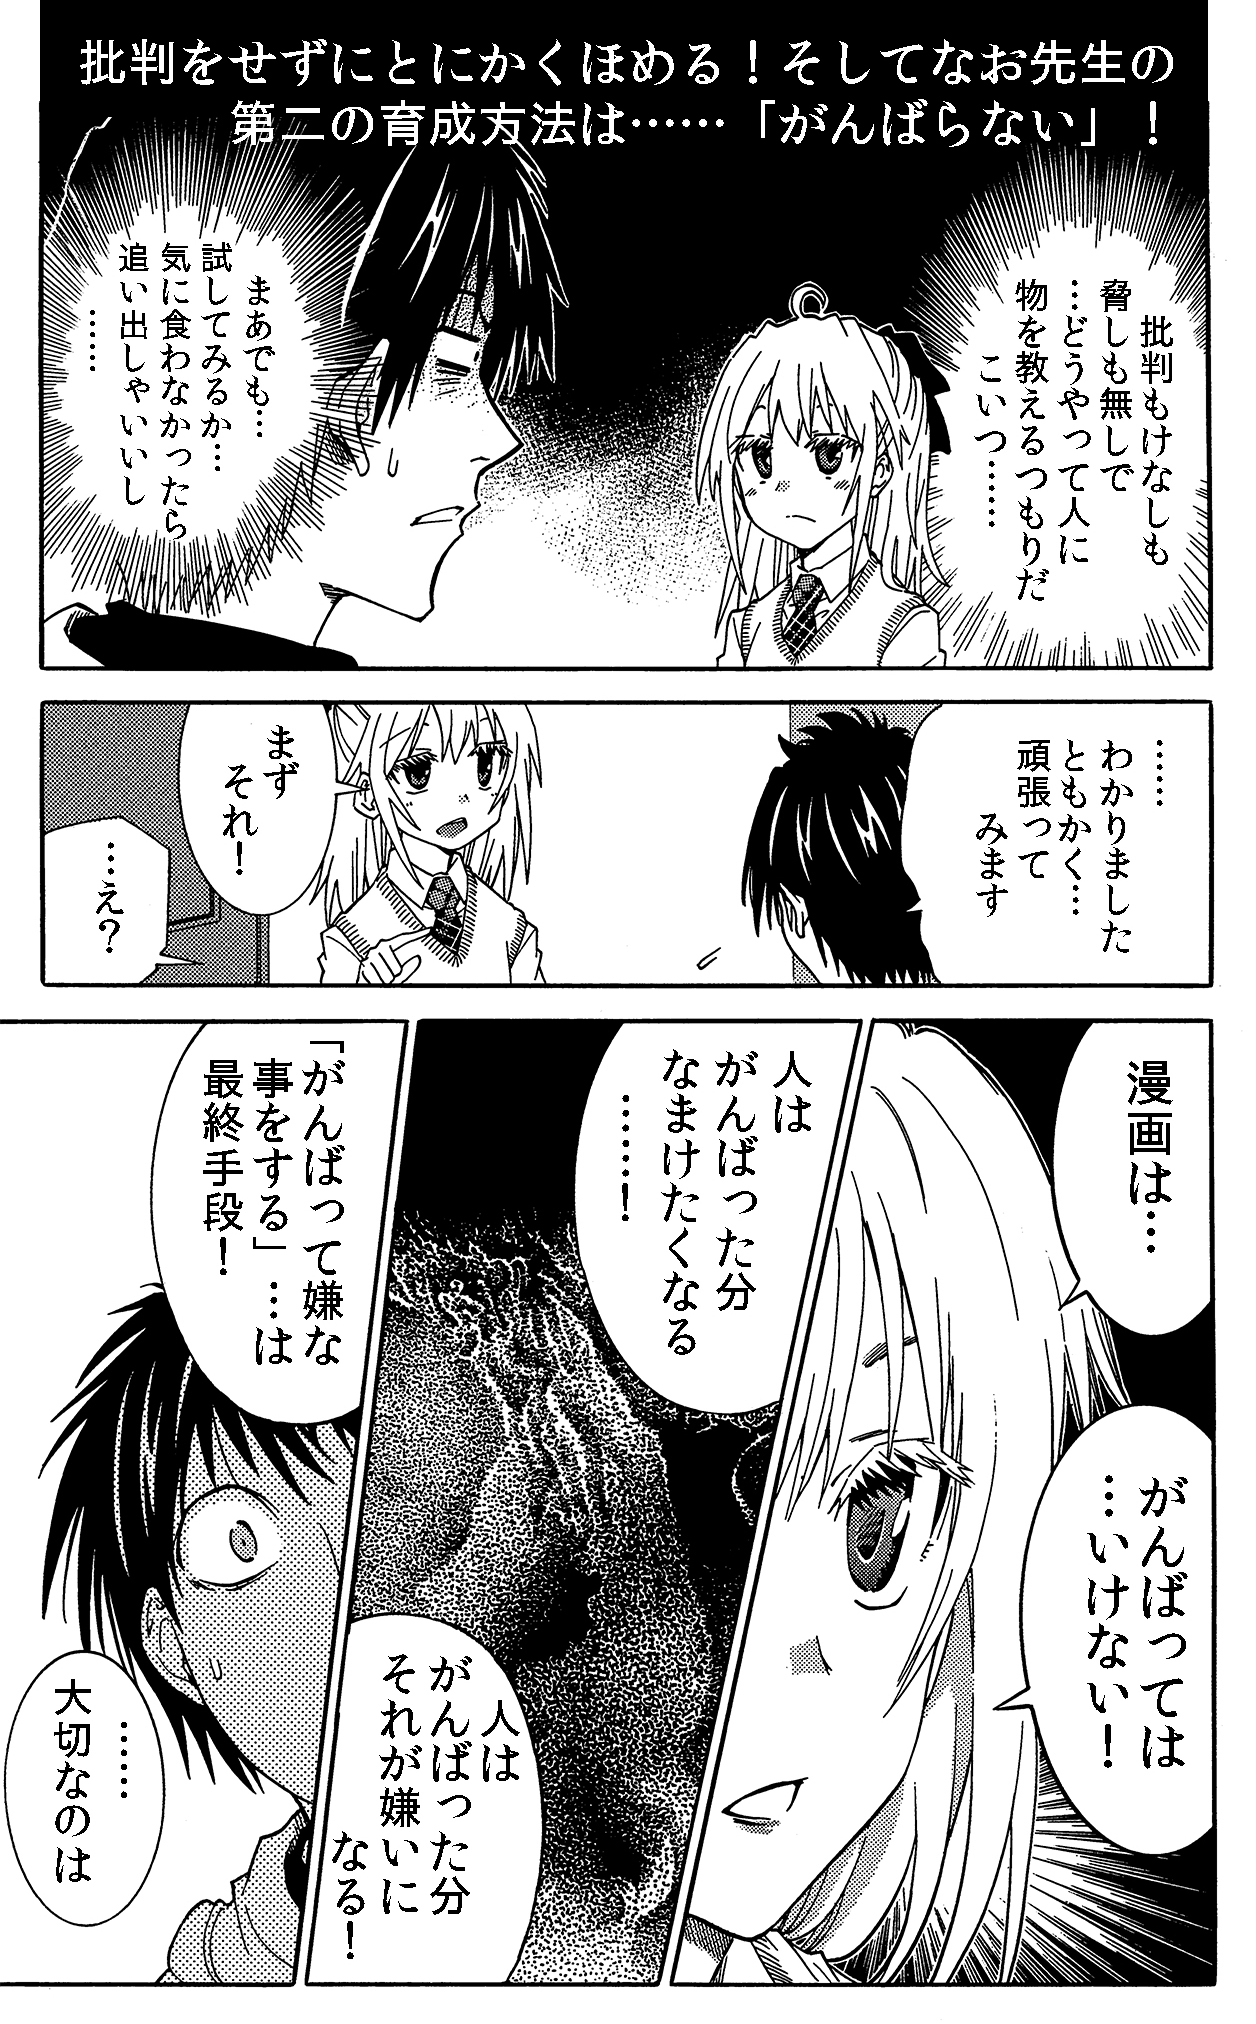 批判をせずにとにかくほめる！そしてなお先生の
第二の育成方法は……「がんばらない」！
批判もけなしも
脅しも無しで
…どうやって人に
物を教えるつもりだ
こいつ……
まあでも…
試してみるか…
気に食わなかったら
追い出しゃいいし
……
……
わかりました
ともかく…
頑張って
みます
まず
それ！
…え？
漫画は…
がんばっては
…いけない！
人は
がんばった分
なまけたくなる
……！
人は
がんばった分
それが嫌いに
なる！
「がんばって嫌な
事をする」…は
最終手段！
……
大切なのは